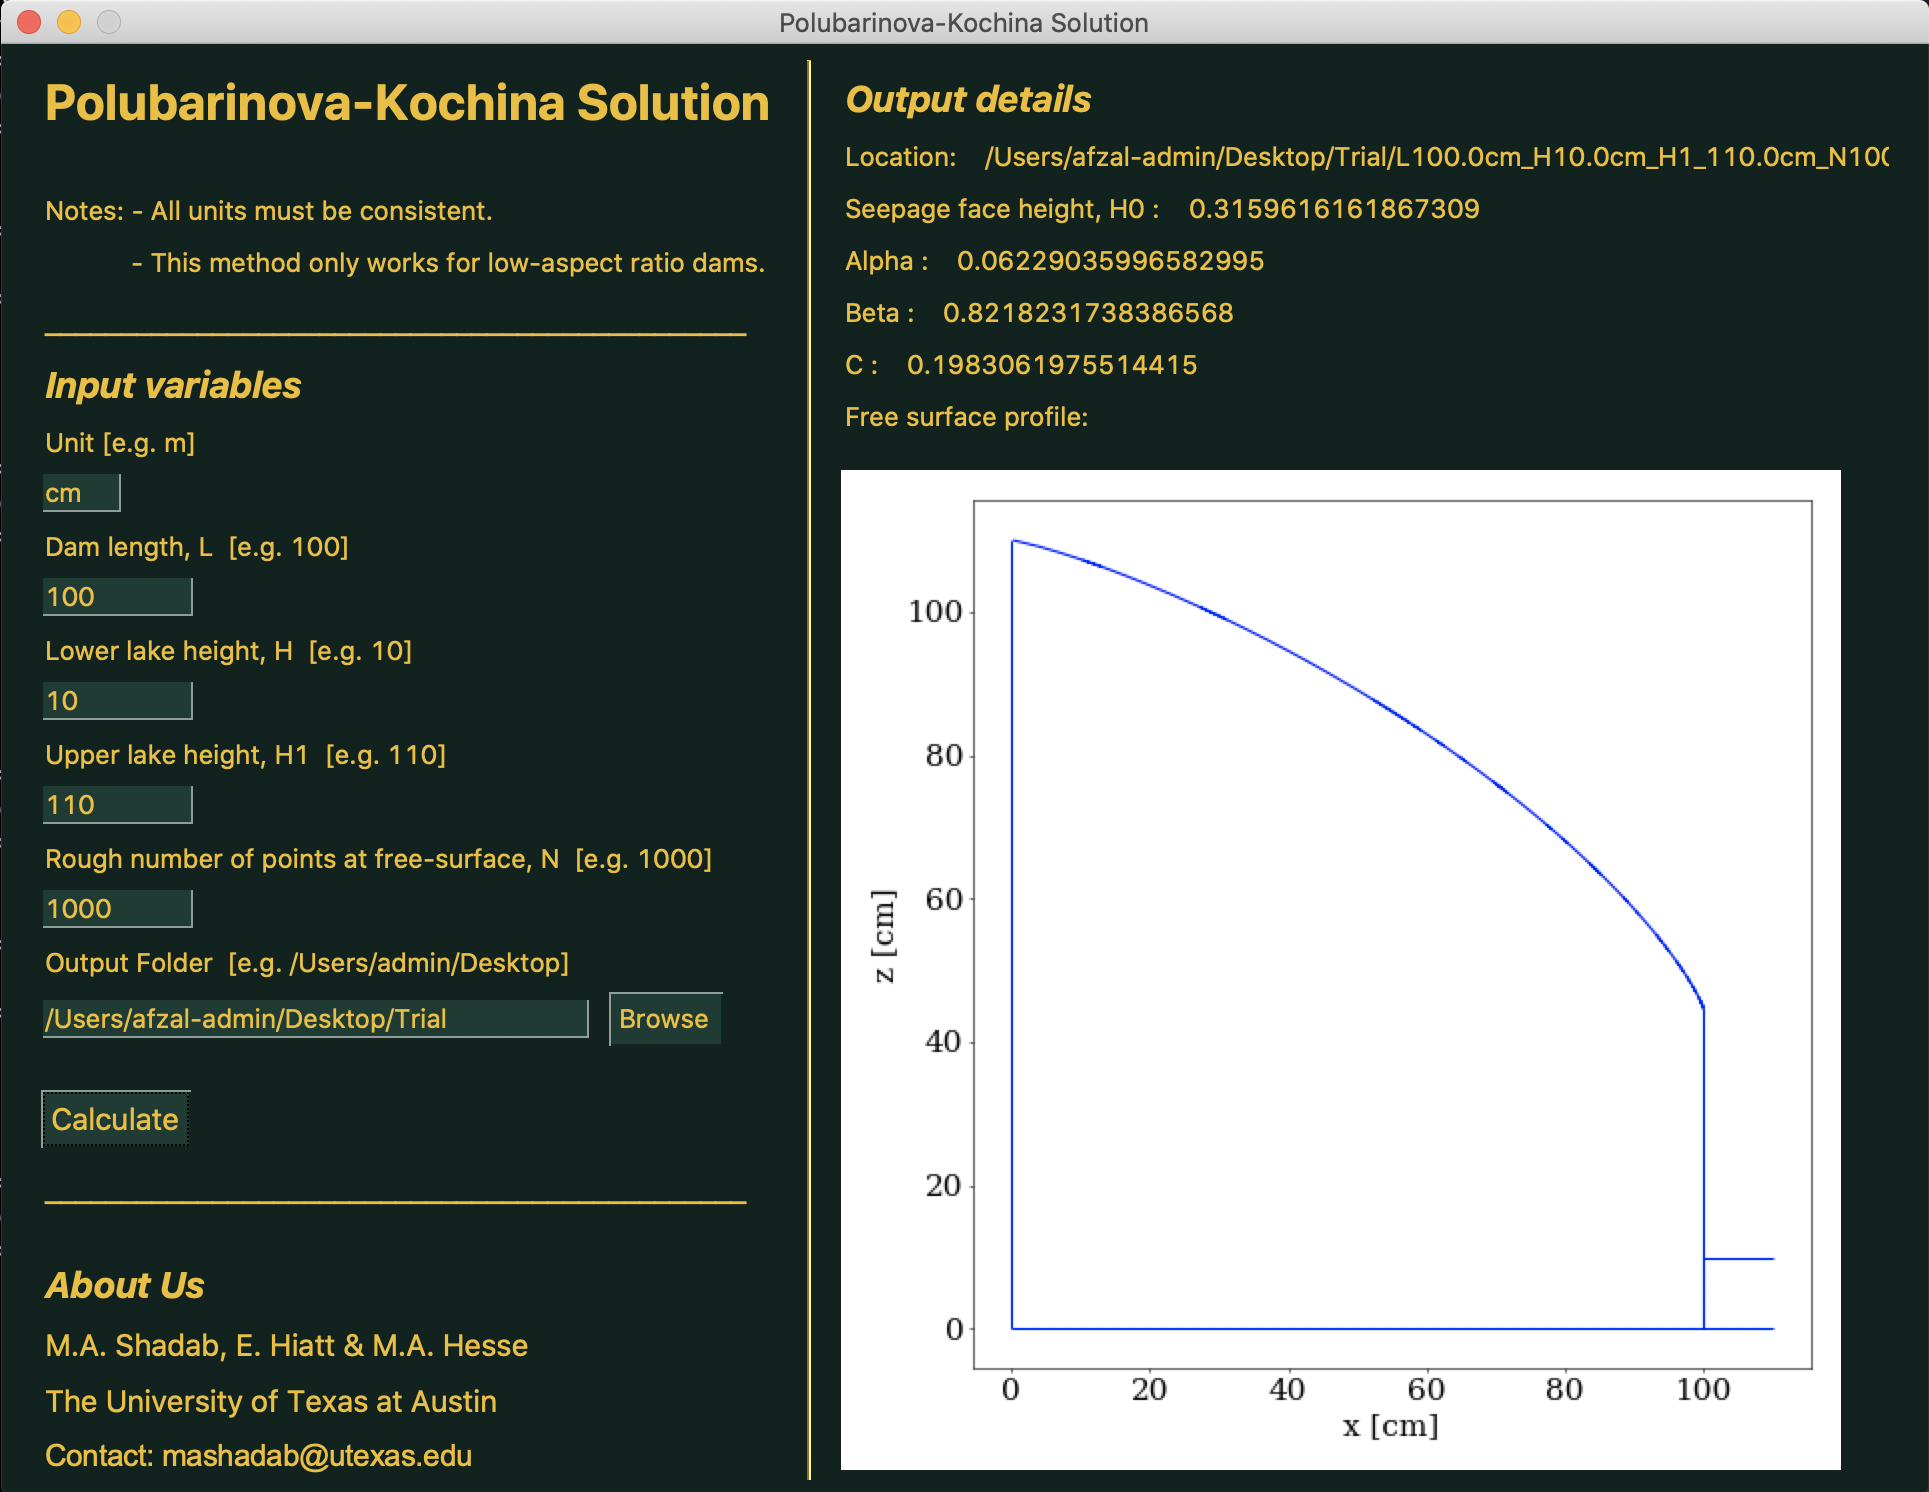 Polubarinova-Kochina Solution
Polubarinova-Kochina Solution
Notes: - All units must be consistent.
- This method only works for low-aspect ratio dams.
Input variables
Unit [e.g. m]
cm
Dam length, L [e.g. 100]
100
Lower lake height, H [e.g. 10]
10
Upper lake height, H1 [e.g. 110]
110
Rough number of points at free-surface, N [e.g. 1000]
1000
Output Folder [e.g. /Users/admin/Desktop]
/Users/afzal-admin/Desktop/Trial
Browse
Calculate
About Us
M.A. Shadab, E. Hiatt & M.A. Hesse
The University of Texas at Austin
Contact: mashadab@utexas.edu
Output details
Location: /Users/afzal-admin/Desktop/Trial/L100.0cm_H10.0cm_H1_110.0cm_N100
Seepage face height, H0 : 0.3159616161867309
Alpha : 0.06229035996582995
Beta : 0.8218231738386568
C : 0.1983061975514415
Free surface profile:
100
80
60
40
20
0
z [cm]
0 20 40 60 80 100
x [cm]